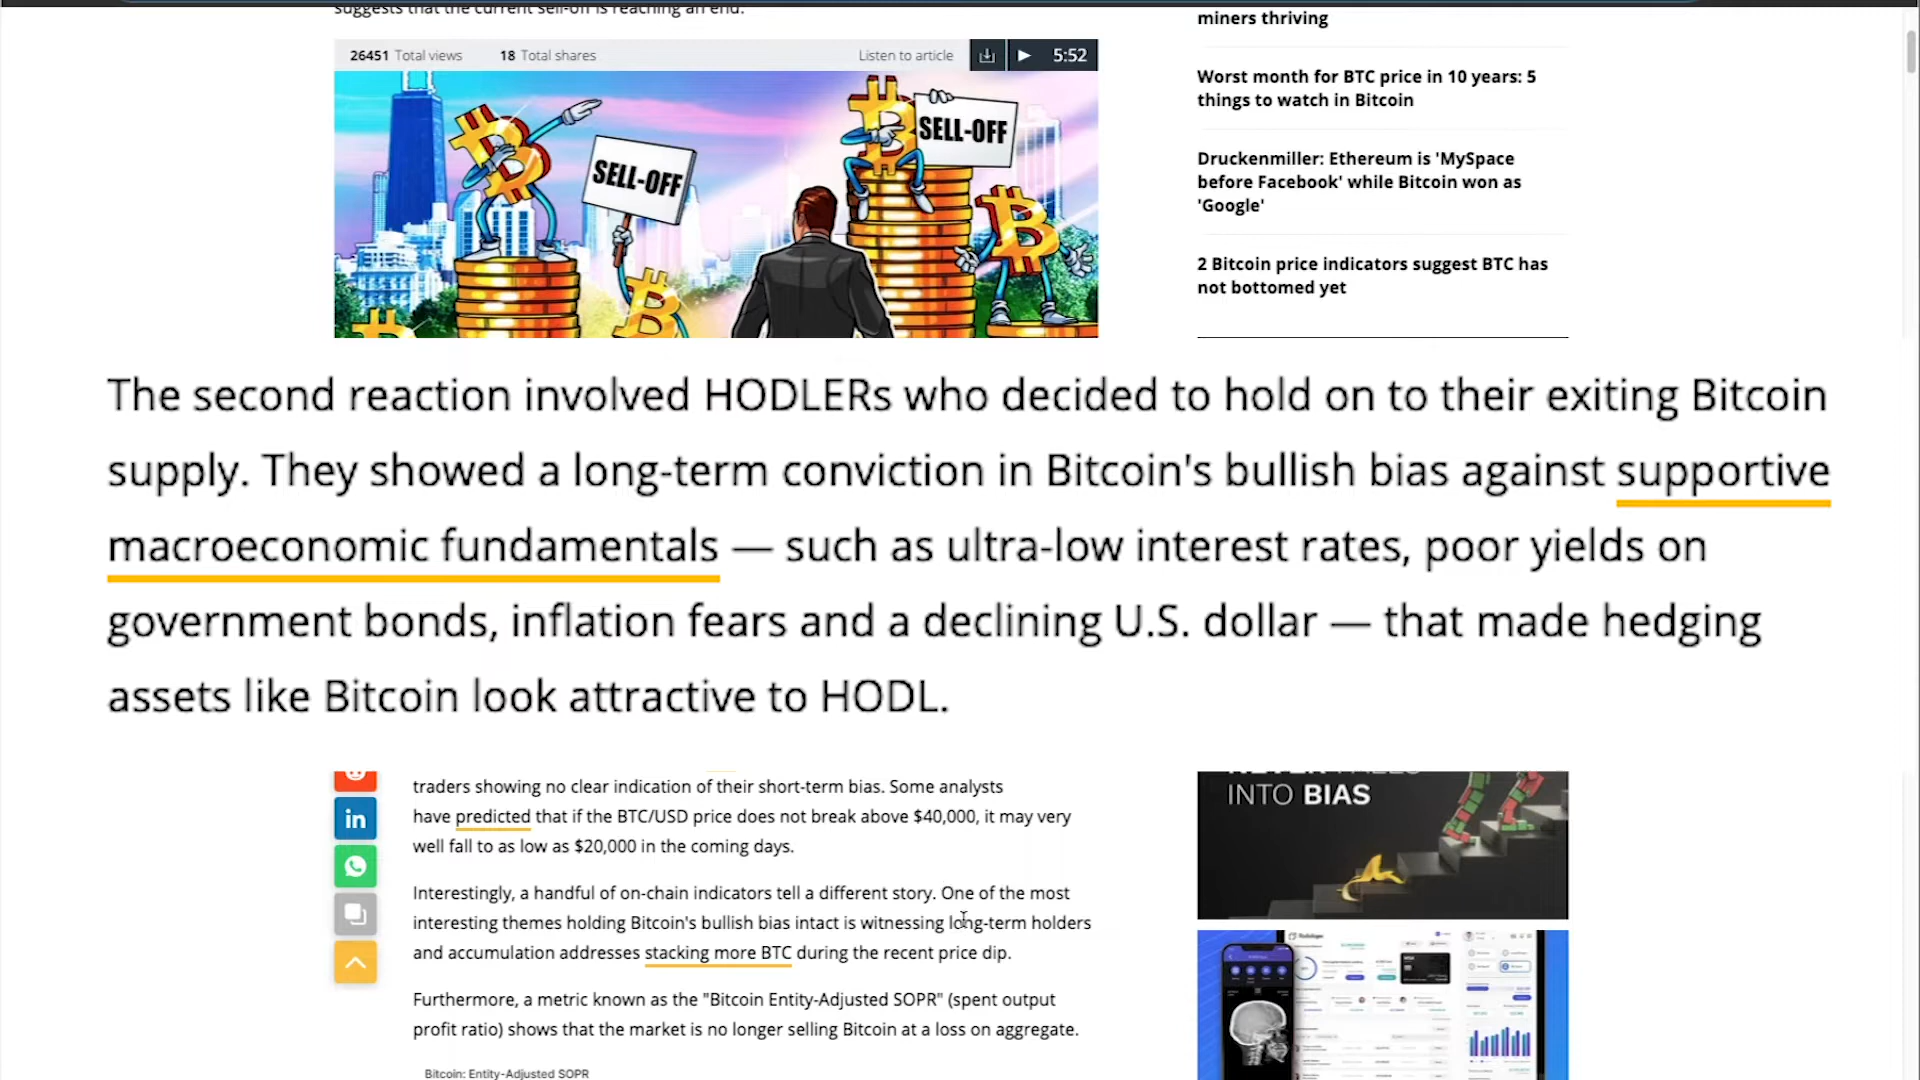 suggests that the current sell-off is reaching an end.
26451 Total views 18 Total shares Listen to article 5:52
SELL-OFF
SELL-OFF
miners thriving
Worst month for BTC price in 10 years: 5
things to watch in Bitcoin
Druckenmiller: Ethereum is 'MySpace
before Facebook' while Bitcoin won as
'Google'
2 Bitcoin price indicators suggest BTC has
not bottomed yet
The second reaction involved HODLERs who decided to hold on to their exiting Bitcoin
supply. They showed a long-term conviction in Bitcoin's bullish bias against supportive
macroeconomic fundamentals — such as ultra-low interest rates, poor yields on
government bonds, inflation fears and a declining U.S. dollar — that made hedging
assets like Bitcoin look attractive to HODL.
in
traders showing no clear indication of their short-term bias. Some analysts
have predicted that if the BTC/USD price does not break above $40,000, it may very
well fall to as low as $20,000 in the coming days.
Interestingly, a handful of on-chain indicators tell a different story. One of the most
interesting themes holding Bitcoin's bullish bias intact is witnessing long-term holders
and accumulation addresses stacking more BTC during the recent price dip.
Furthermore, a metric known as the "Bitcoin Entity-Adjusted SOPR" (spent output
profit ratio) shows that the market is no longer selling Bitcoin at a loss on aggregate.
Bitcoin: Entity-Adjusted SOPR
INTO BIAS